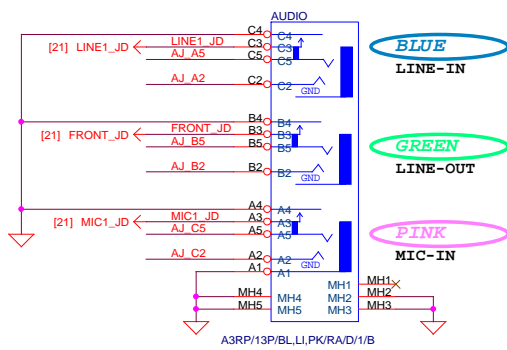 AUDIO
C4 C4
[21] LINE1_JD LINE1_JD C3 C3
AJ_A5 C5 C5
AJ_A2 C2 C2
GND
BLUE
LINE-IN
B4 B4
[21] FRONT_JD FRONT_JD B3 B3
AJ_B5 B5 B5
AJ_B2 B2 B2
GND
GREEN
LINE-OUT
A4 A4
[21] MIC1_JD MIC1_JD A3 A3
AJ_C5 A5 A5
AJ_C2 A2 A2
GND
A1 A1
PINK
MIC-IN
MH1 MH1
MH4 MH4 MH2 MH2
MH5 MH5 MH3 MH3
A3RP/13P/BL,LI,PK/RA/D/1/B